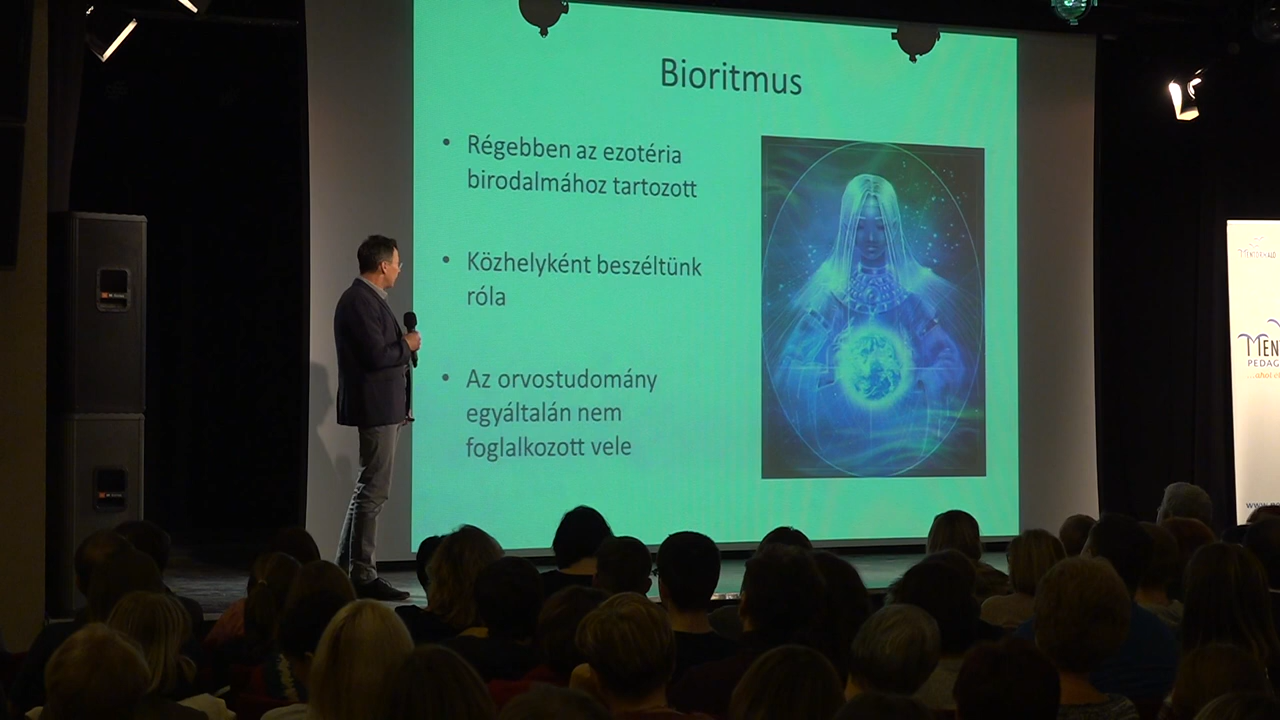 Bioritmus
• Régebben az ezotéria
birodalmához tartozott
• Közhelyként beszéltünk
róla
• Az orvostudomány
egyáltalán nem
foglalkozott vele